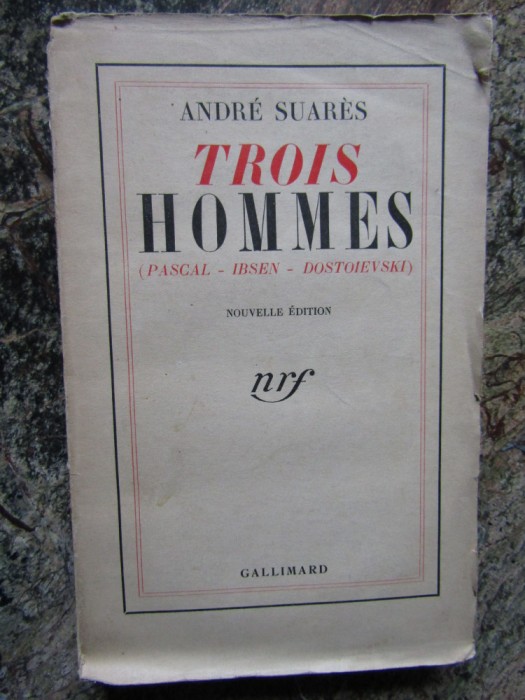 ANDRÉ SUARÈS
TROIS
HOMMES
(PASCAL - IBSEN - DOSTOIEVSKI)
NOUVELLE ÉDITION
nrf
GALLIMARD